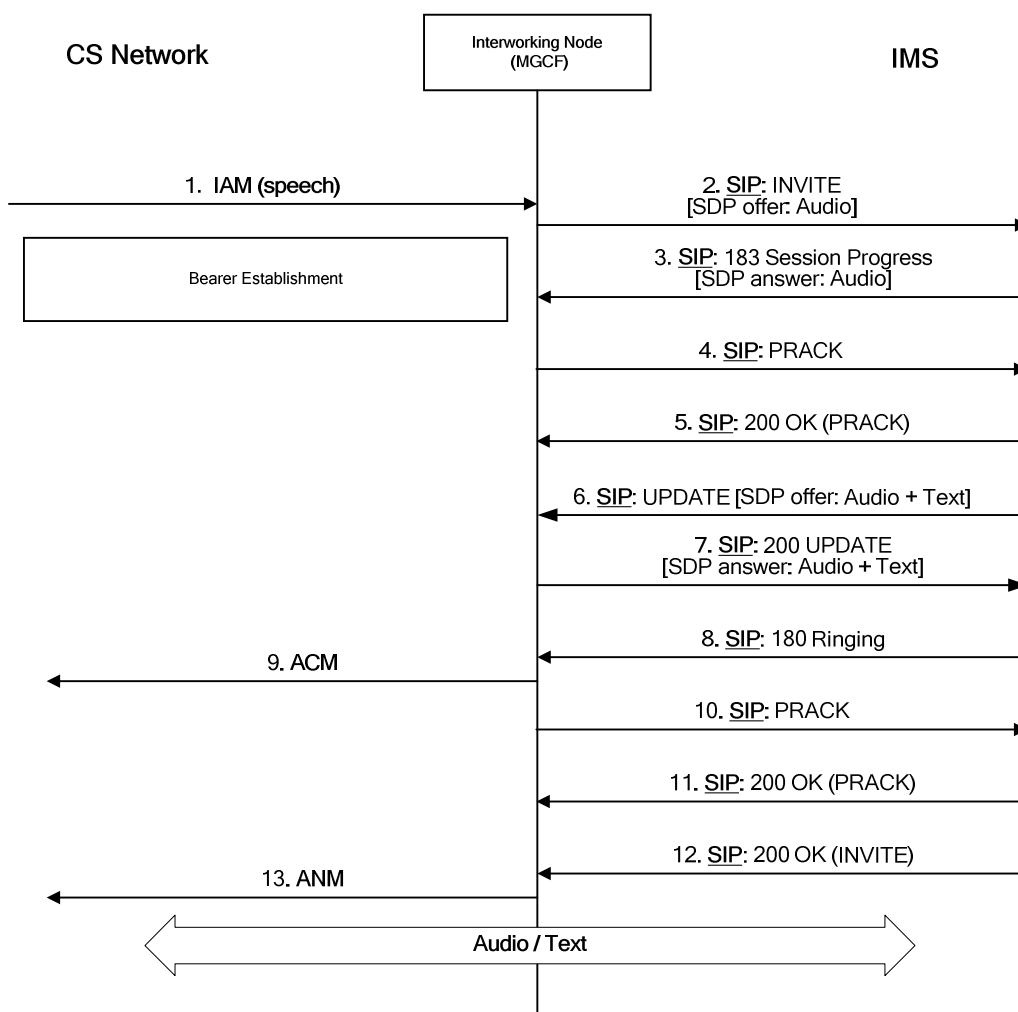 CS Network
Interworking Node
(MGCF)
IMS
1. IAM (speech)
2. SIP: INVITE
[SDP offer: Audio]
Bearer Establishment
3. SIP: 183 Session Progress
[SDP answer: Audio]
4. SIP: PRACK
5. SIP: 200 OK (PRACK)
6. SIP: UPDATE [SDP offer: Audio + Text]
7. SIP: 200 UPDATE
[SDP answer: Audio + Text]
8. SIP: 180 Ringing
9. ACM
10. SIP: PRACK
11. SIP: 200 OK (PRACK)
12. SIP: 200 OK (INVITE)
13. ANM
Audio / Text